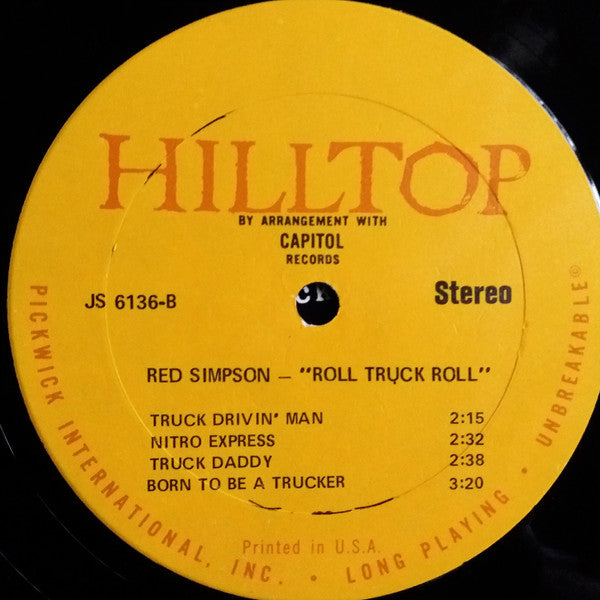 HILLTOP
BY ARRANGEMENT WITH
CAPITOL
RECORDS
JS 6136-B
Stereo
RED SIMPSON – "ROLL TRUCK ROLL"
TRUCK DRIVIN' MAN 2:15
NITRO EXPRESS 2:32
TRUCK DADDY 2:38
BORN TO BE A TRUCKER 3:20
Printed in U.S.A.
PICKWICK INTERNATIONAL, INC. • LONG PLAYING • UNBREAKABLE©